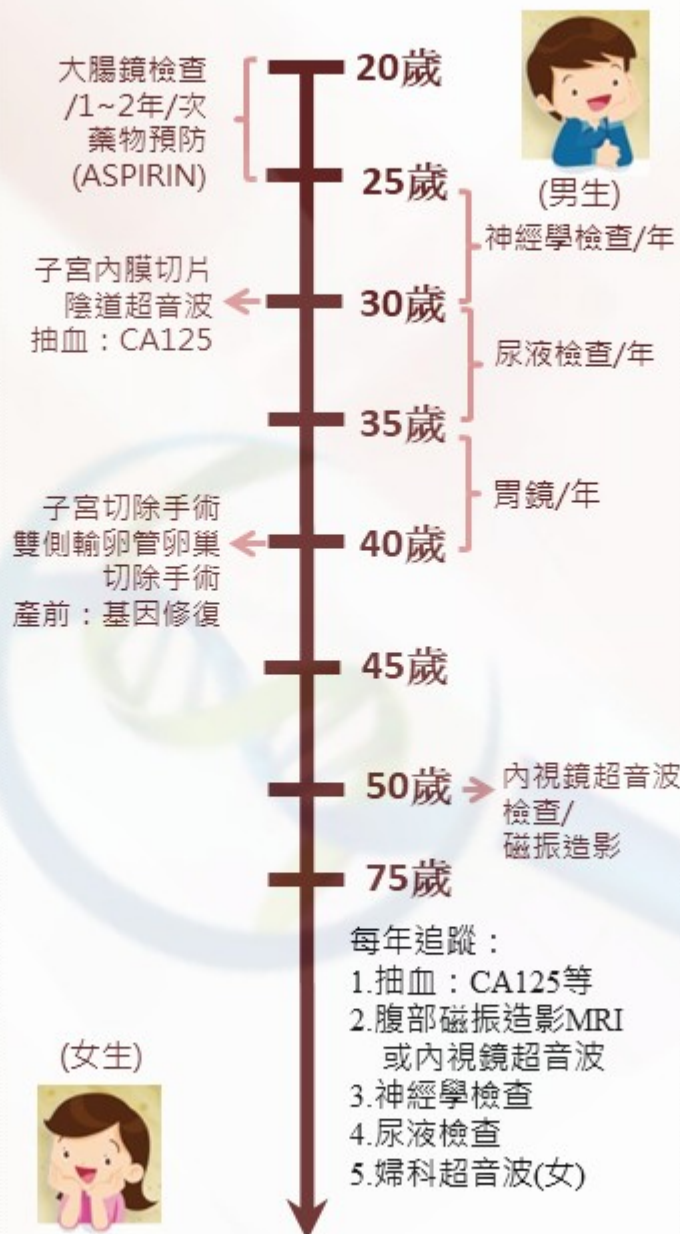 大腸鏡檢查
/1~2年/次
藥物預防
(ASPIRIN)
20歲
(男生)
25歲
神經學檢查/年
子宮內膜切片
陰道超音波
抽血：CA125
30歲
尿液檢查/年
35歲
胃鏡/年
子宮切除手術
雙側輸卵管卵巢
切除手術
產前：基因修復
40歲
45歲
50歲
內視鏡超音波
檢查/
磁振造影
75歲
每年追蹤：
1.抽血：CA125等
2.腹部磁振造影MRI
或內視鏡超音波
3.神經學檢查
4.尿液檢查
5.婦科超音波(女)
(女生)